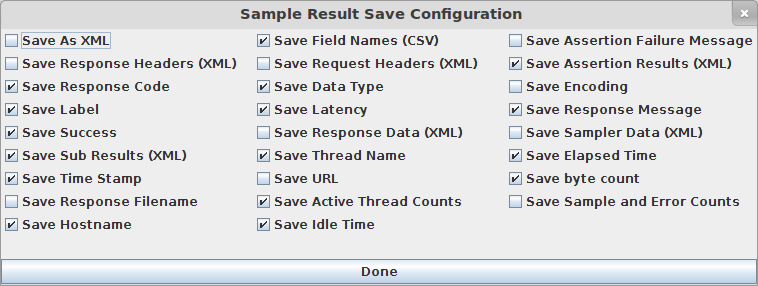 Sample Result Save Configuration
Save As XML Save Field Names (CSV) Save Assertion Failure Message
Save Response Headers (XML) Save Request Headers (XML) Save Assertion Results (XML)
Save Response Code Save Data Type Save Encoding
Save Label Save Latency Save Response Message
Save Success Save Response Data (XML) Save Sampler Data (XML)
Save Sub Results (XML) Save Thread Name Save Elapsed Time
Save Time Stamp Save URL Save byte count
Save Response Filename Save Active Thread Counts Save Sample and Error Counts
Save Hostname Save Idle Time
Done